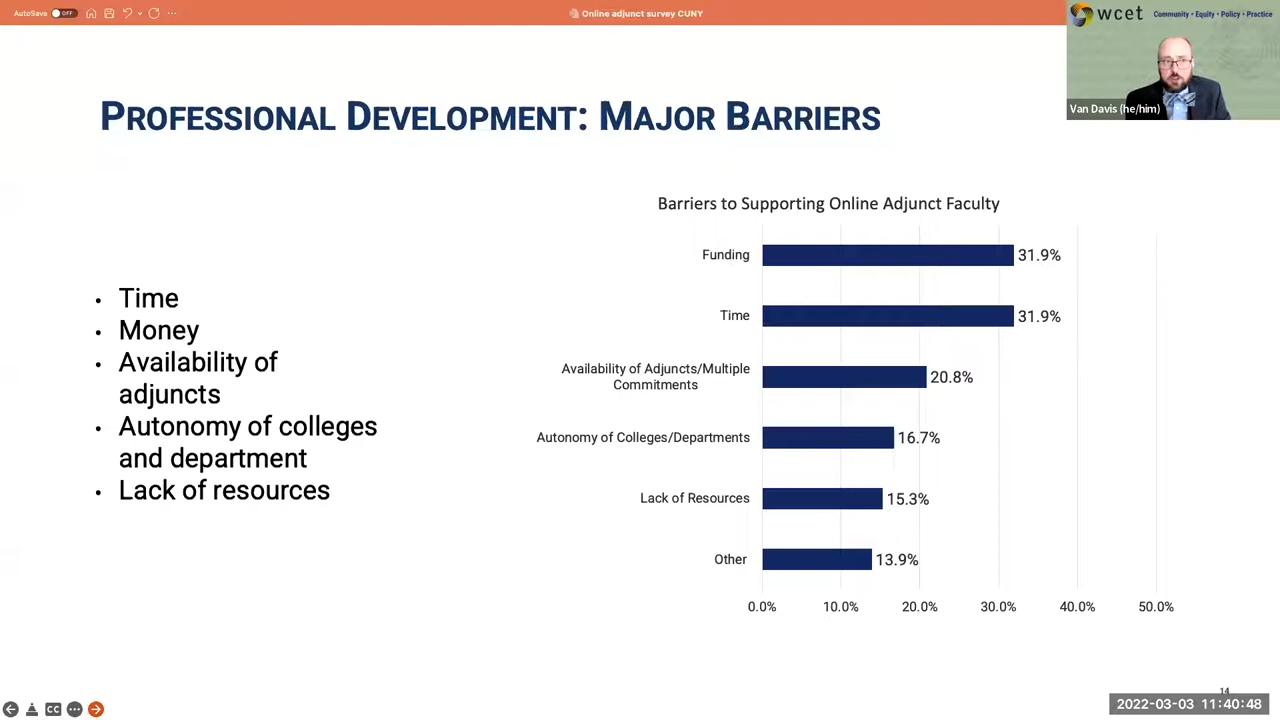 AutoSave OFF
Online adjunct survey CUNY
wcet
Community • Equity • Policy • Practice
Van Davis (he/him)
PROFESSIONAL DEVELOPMENT: MAJOR BARRIERS
• Time
• Money
• Availability of
adjuncts
• Autonomy of colleges
and department
• Lack of resources
Barriers to Supporting Online Adjunct Faculty
Funding 31.9%
Time 31.9%
Availability of Adjuncts/Multiple
Commitments 20.8%
Autonomy of Colleges/Departments 16.7%
Lack of Resources 15.3%
Other 13.9%
0.0% 10.0% 20.0% 30.0% 40.0% 50.0%
14
CC
2022-03-03 11:40:48